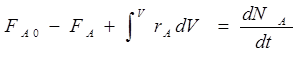 F_{A0} − F_A + ∫^V r_A dV = dN_A/dt